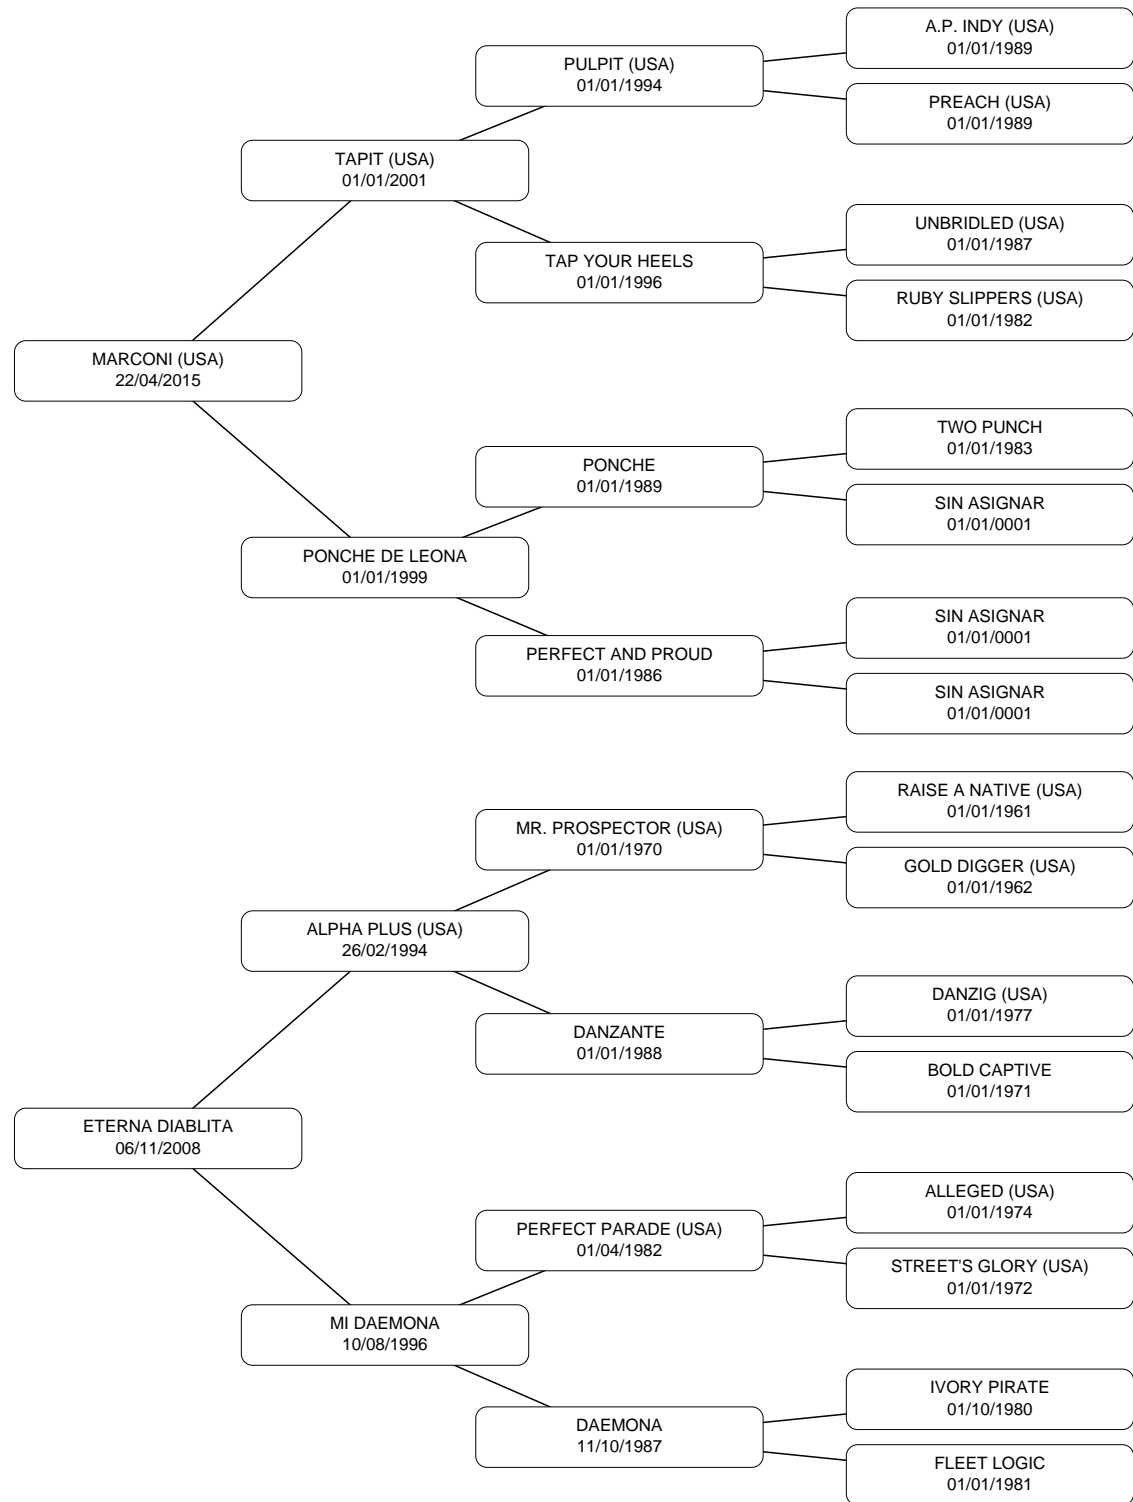 A.P. INDY (USA)
01/01/1989
PULPIT (USA)
01/01/1994
PREACH (USA)
01/01/1989
TAPIT (USA)
01/01/2001
UNBRIDLED (USA)
01/01/1987
TAP YOUR HEELS
01/01/1996
RUBY SLIPPERS (USA)
01/01/1982
MARCONI (USA)
22/04/2015
TWO PUNCH
01/01/1983
PONCHE
01/01/1989
SIN ASIGNAR
01/01/0001
PONCHE DE LEONA
01/01/1999
SIN ASIGNAR
01/01/0001
PERFECT AND PROUD
01/01/1986
SIN ASIGNAR
01/01/0001
RAISE A NATIVE (USA)
01/01/1961
MR. PROSPECTOR (USA)
01/01/1970
GOLD DIGGER (USA)
01/01/1962
ALPHA PLUS (USA)
26/02/1994
DANZIG (USA)
01/01/1977
DANZANTE
01/01/1988
BOLD CAPTIVE
01/01/1971
ETERNA DIABLITA
06/11/2008
ALLEGED (USA)
01/01/1974
PERFECT PARADE (USA)
01/04/1982
STREET'S GLORY (USA)
01/01/1972
MI DAEMONA
10/08/1996
IVORY PIRATE
01/10/1980
DAEMONA
11/10/1987
FLEET LOGIC
01/01/1981